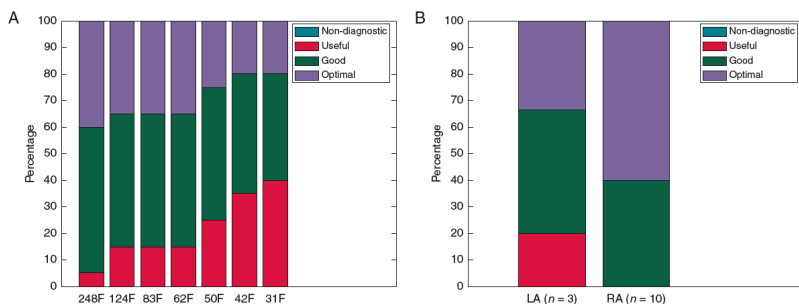 A
Percentage
100
90
80
70
60
50
40
30
20
10
0
248F 124F 83F 62F 50F 42F 31F
Non-diagnostic
Useful
Good
Optimal
B
Percentage
100
90
80
70
60
50
40
30
20
10
0
LA (n = 3) RA (n = 10)
Non-diagnostic
Useful
Good
Optimal